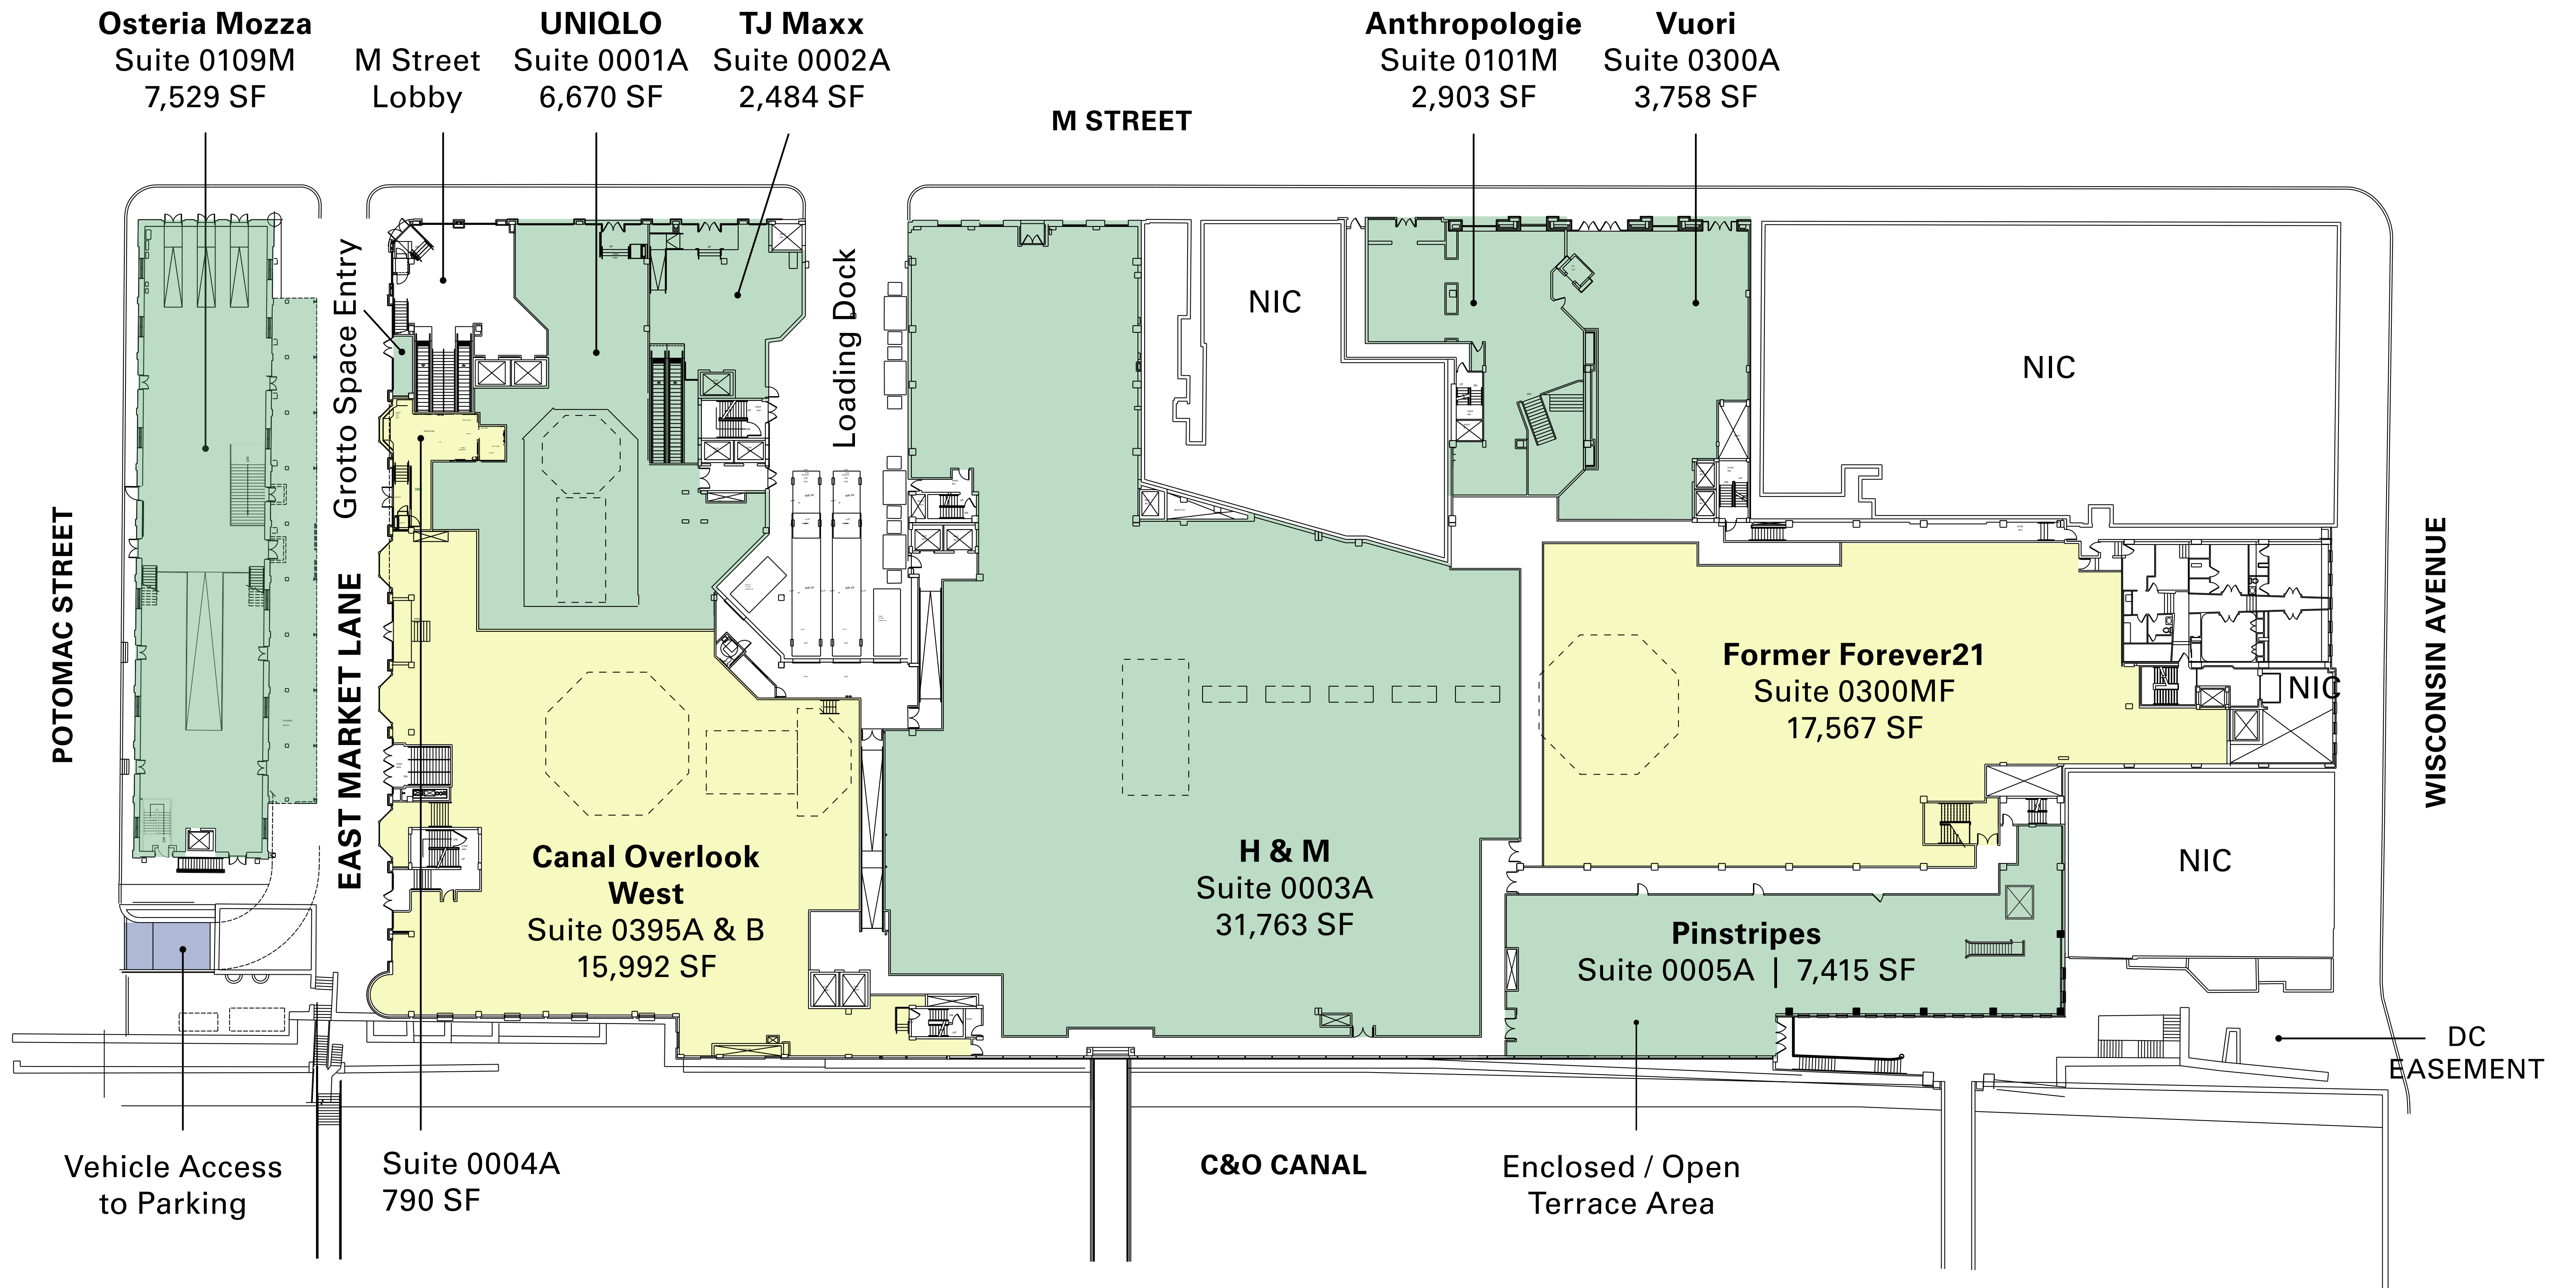 Osteria Mozza
Suite 0109M
7,529 SF
M Street
Lobby
UNIQLO
Suite 0001A
6,670 SF
TJ Maxx
Suite 0002A
2,484 SF
M STREET
Anthropologie
Suite 0101M
2,903 SF
Vuori
Suite 0300A
3,758 SF
POTOMAC STREET
EAST MARKET LANE
Grotto Space Entry
Loading Dock
NIC
NIC
Former Forever21
Suite 0300MF
17,567 SF
NIC
WISCONSIN AVENUE
Canal Overlook
West
Suite 0395A & B
15,992 SF
H & M
Suite 0003A
31,763 SF
NIC
Pinstripes
Suite 0005A | 7,415 SF
DC
EASEMENT
Vehicle Access
to Parking
Suite 0004A
790 SF
C&O CANAL
Enclosed / Open
Terrace Area